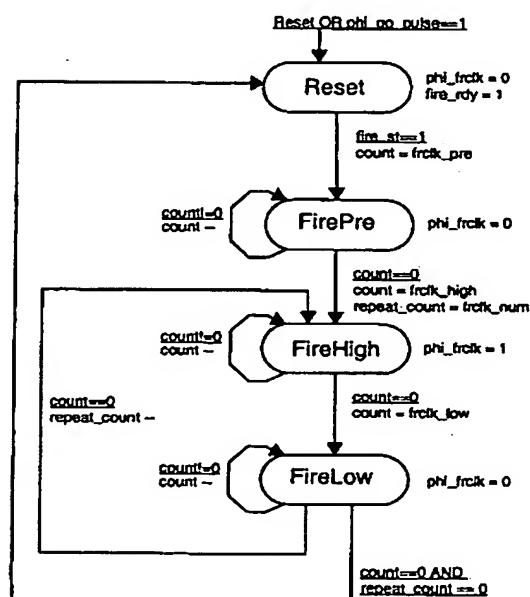 Reset OR phi_po_pulse==1
Reset
phi_frclk = 0
fire_rdy = 1
fire_st==1
count = frclk_pre
count!=0
count --
FirePre
phi_frclk = 0
count==0
count = frclk_high
repeat_count = frclk_num
count!=0
count --
FireHigh
phi_frclk = 1
count==0
repeat_count --
count==0
count = frclk_low
count!=0
count --
FireLow
phi_frclk = 0
count==0 AND
repeat_count == 0